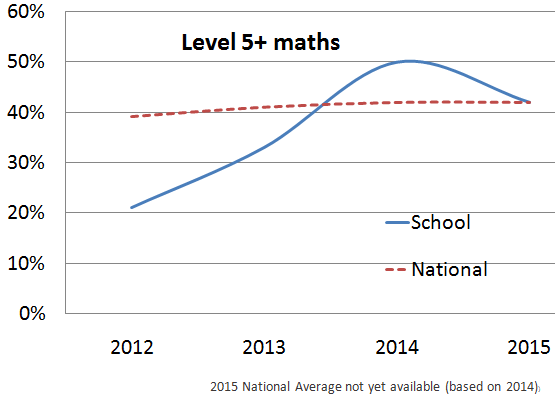 60%
Level 5+ maths
50%
40%
30%
20%
School
10%
National
0%
2012 2013 2014 2015
2015 National Average not yet available (based on 2014)